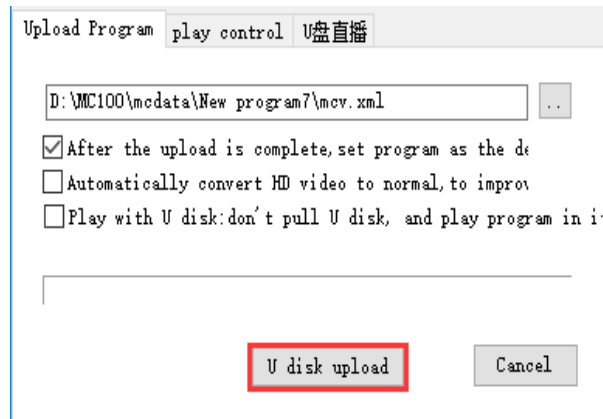 Upload Program play control U盘直播
D:\MC100\mcdata\New program7\mcv.xml ..
After the upload is complete, set program as the de
Automatically convert HD video to normal, to improv
Play with U disk:don't pull U disk, and play program in i
U disk upload Cancel